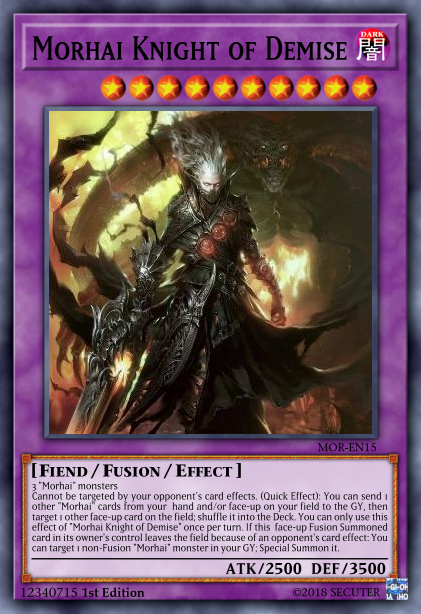 Morhai Knight of Demise
DARK
闇
MOR-EN15
[Fiend / Fusion / Effect]
3 "Morhai" monsters
Cannot be targeted by your opponent's card effects. (Quick Effect): You can send 1
other "Morhai" cards from your hand and/or face-up on your field to the GY, then
target 1 other face-up card on the field; shuffle it into the Deck. You can only use this
effect of "Morhai Knight of Demise" once per turn. If this face-up Fusion Summoned
card in its owner's control leaves the field because of an opponent's card effect: You
can target 1 non-Fusion "Morhai" monster in your GY; Special Summon it.
ATK/2500 DEF/3500
12340715 1st Edition ©2018 SECUTER